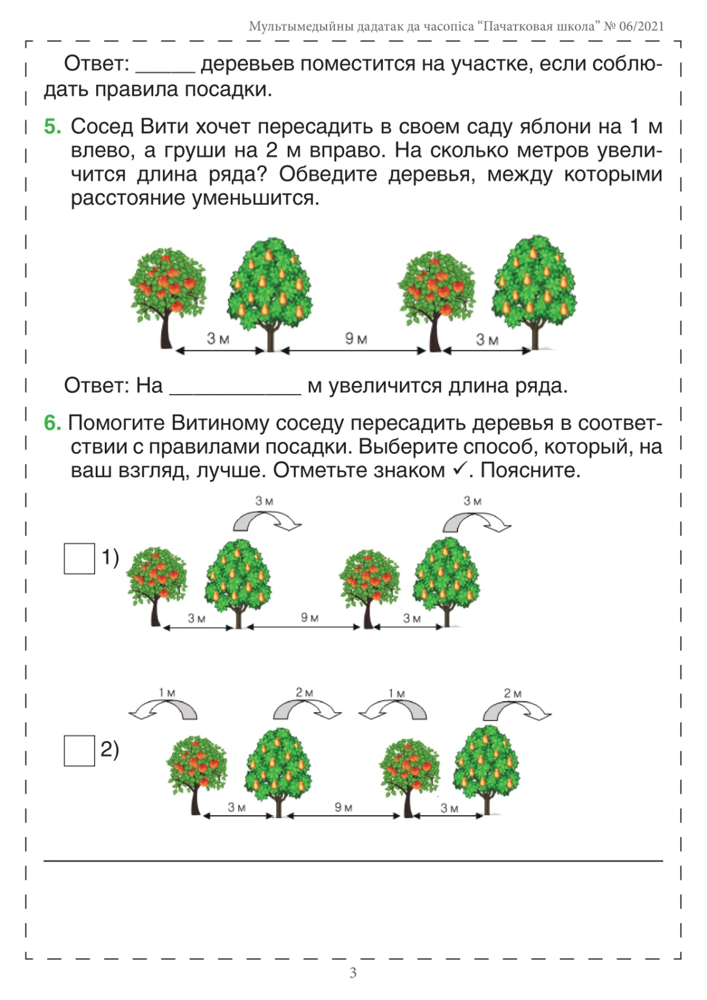 Мультымедыйны дадатак да часопіса “Пачатковая школа” № 06/2021
Ответ: _____ деревьев поместится на участке, если соблю-
дать правила посадки.
5. Сосед Вити хочет пересадить в своем саду яблони на 1 м
влево, а груши на 2 м вправо. На сколько метров увели-
чится длина ряда? Обведите деревья, между которыми
расстояние уменьшится.
3 м 9 м 3 м
Ответ: На ___________ м увеличится длина ряда.
6. Помогите Витиному соседу пересадить деревья в соответ-
ствии с правилами посадки. Выберите способ, который, на
ваш взгляд, лучше. Отметьте знаком ✓. Поясните.
3 м 3 м
1)
3 м 9 м 3 м
1 м 2 м 1 м 2 м
2)
3 м 9 м 3 м
3